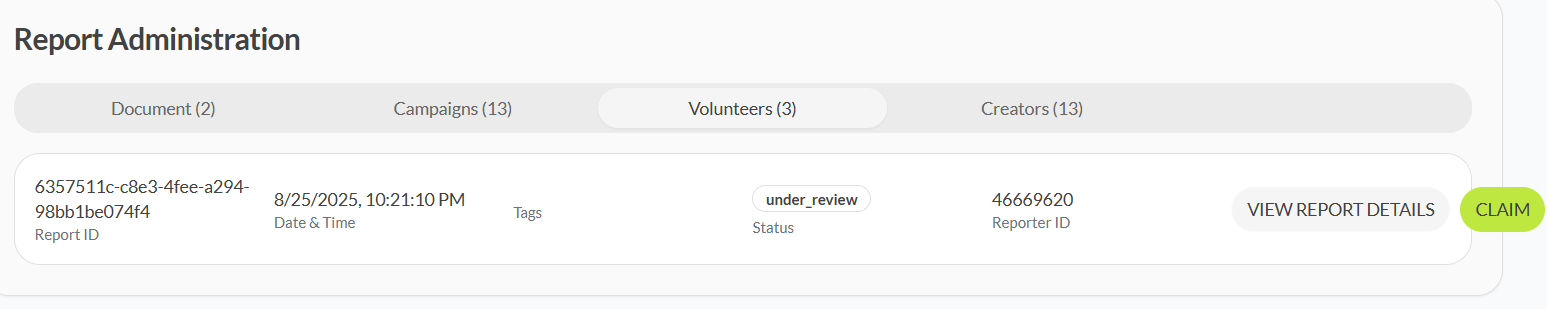 Report Administration
Document (2)
Campaigns (13)
Volunteers (3)
Creators (13)
6357511c-c8e3-4fee-a294-
98bb1be074f4
Report ID
8/25/2025, 10:21:10 PM
Date & Time
Tags
under_review
Status
46669620
Reporter ID
VIEW REPORT DETAILS
CLAIM